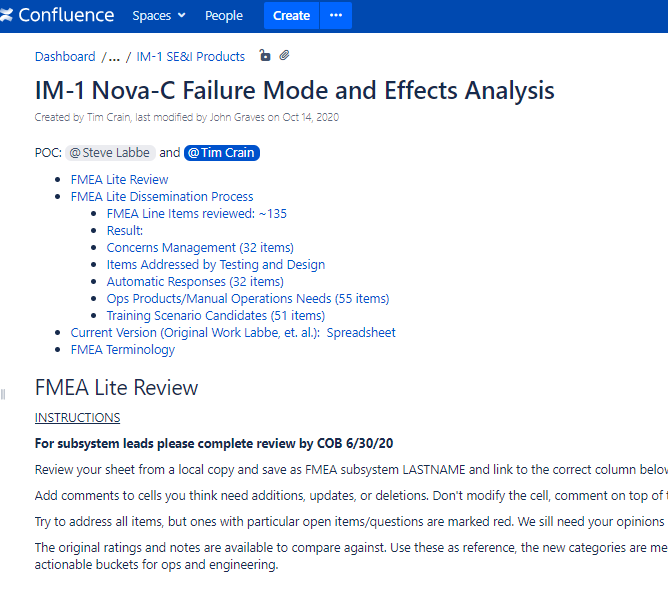 Confluence Spaces People Create ...
Dashboard /... / IM-1 SE&I Products
IM-1 Nova-C Failure Mode and Effects Analysis
Created by Tim Crain, last modified by John Graves on Oct 14, 2020
POC: @Steve Labbe and @Tim Crain
• FMEA Lite Review
• FMEA Lite Dissemination Process
• FMEA Line Items reviewed: ~135
• Result:
• Concerns Management (32 items)
• Items Addressed by Testing and Design
• Automatic Responses (32 items)
• Ops Products/Manual Operations Needs (55 items)
• Training Scenario Candidates (51 items)
• Current Version (Original Work Labbe, et. al.): Spreadsheet
• FMEA Terminology
FMEA Lite Review
INSTRUCTIONS
For subsystem leads please complete review by COB 6/30/20
Review your sheet from a local copy and save as FMEA subsystem LASTNAME and link to the correct column belo
Add comments to cells you think need additions, updates, or deletions. Don't modify the cell, comment on top of
Try to address all items, but ones with particular open items/questions are marked red. We sill need your opinions
The original ratings and notes are available to compare against. Use these as reference, the new categories are me
actionable buckets for ops and engineering.